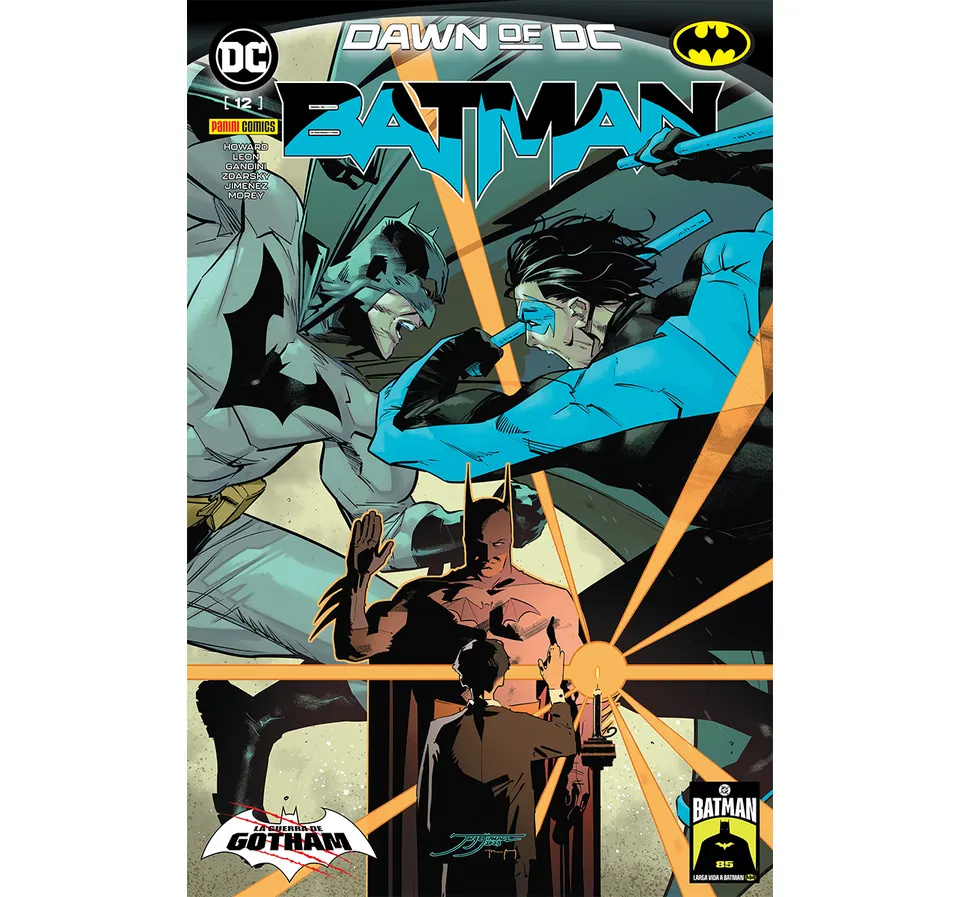 DAWN OF DC
DC
[ 12 ]
PANINI COMICS
BATMAN
HOWARD
LEON
GANDINI
ZDARSKY
JIMENEZ
MOREY
LA GUERRA DE
GOTHAM
DC
BATMAN
85
LARGA VIDA A BATMAN